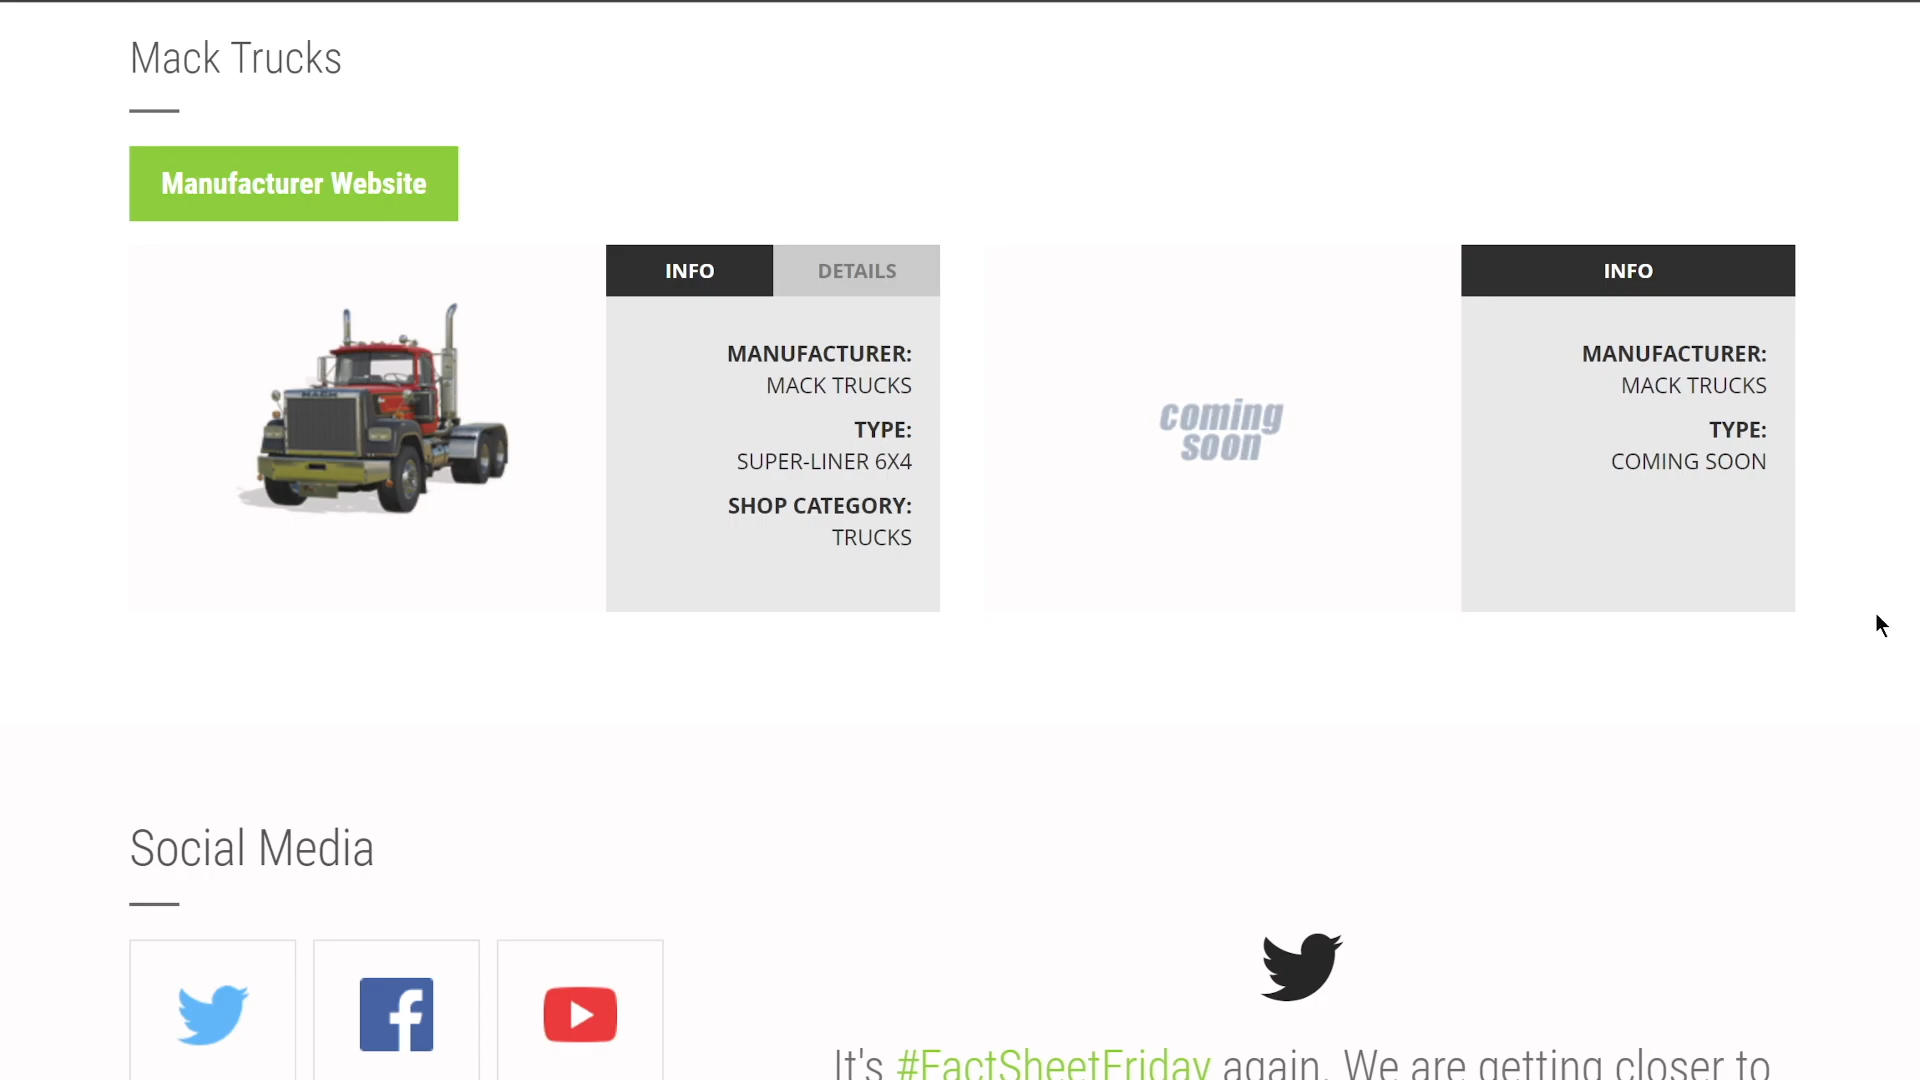 Mack Trucks
Manufacturer Website
INFO
DETAILS
MANUFACTURER:
MACK TRUCKS
TYPE:
SUPER-LINER 6X4
SHOP CATEGORY:
TRUCKS
coming
soon
INFO
MANUFACTURER:
MACK TRUCKS
TYPE:
COMING SOON
Social Media
It's #FactSheetFriday again. We are getting closer to